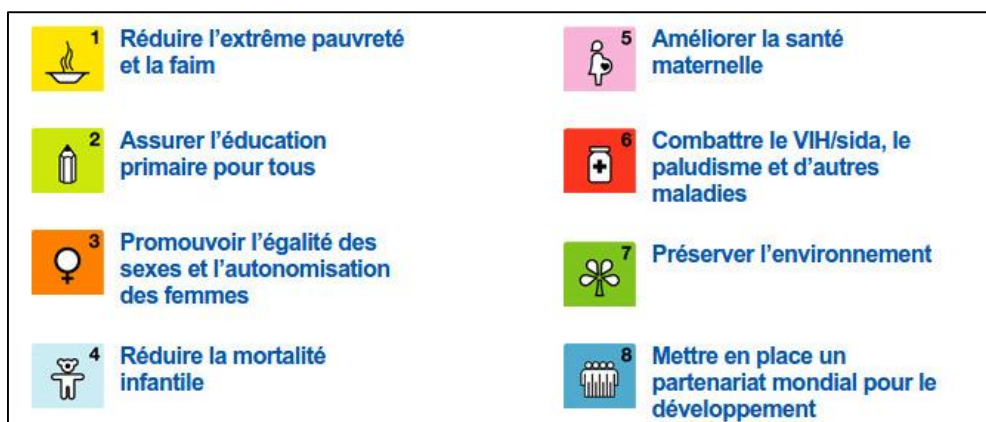 1
Réduire l’extrême pauvreté
et la faim
2
Assurer l’éducation
primaire pour tous
3
Promouvoir l’égalité des
sexes et l’autonomisation
des femmes
4
Réduire la mortalité
infantile
5
Améliorer la santé
maternelle
6
Combattre le VIH/sida, le
paludisme et d’autres
maladies
7
Préserver l’environnement
8
Mettre en place un
partenariat mondial pour le
développement